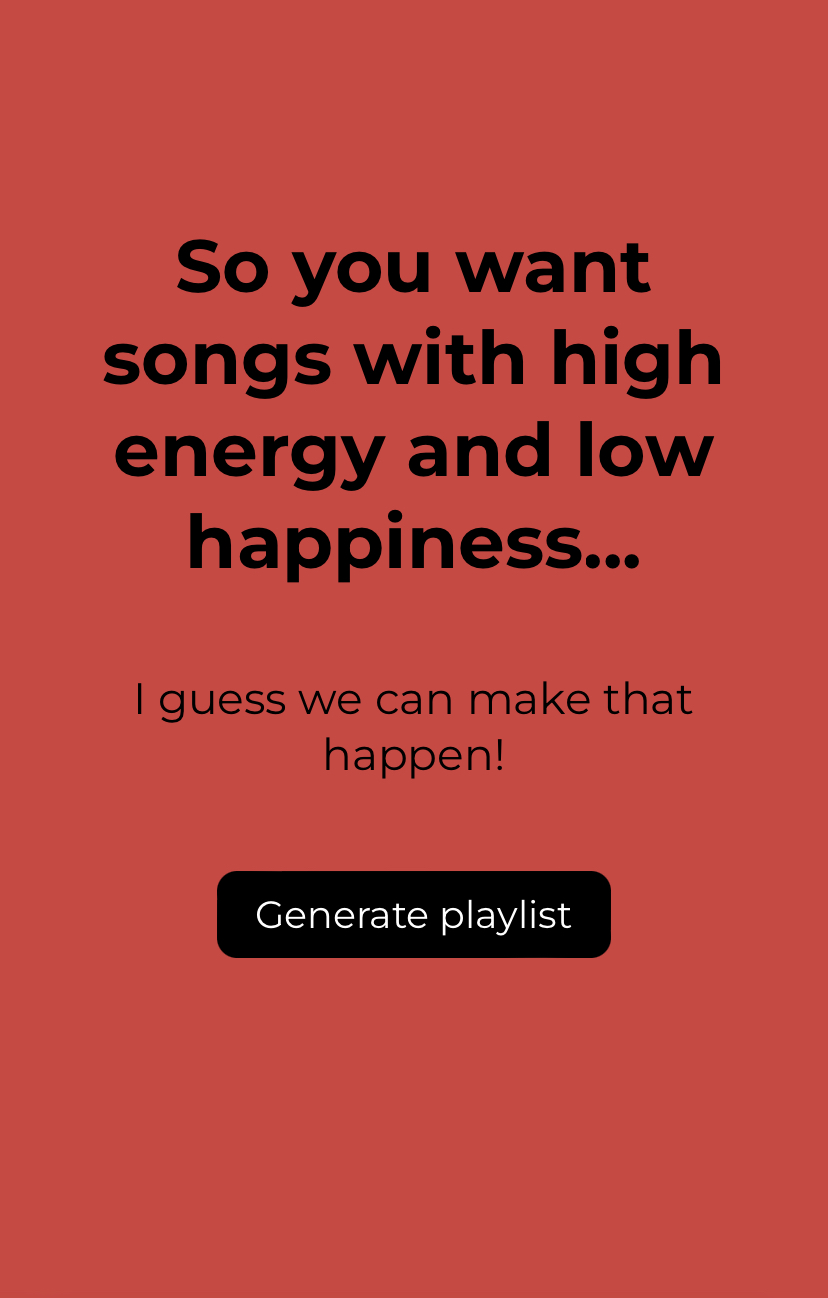 So you want
songs with high
energy and low
happiness...
I guess we can make that
happen!
Generate playlist